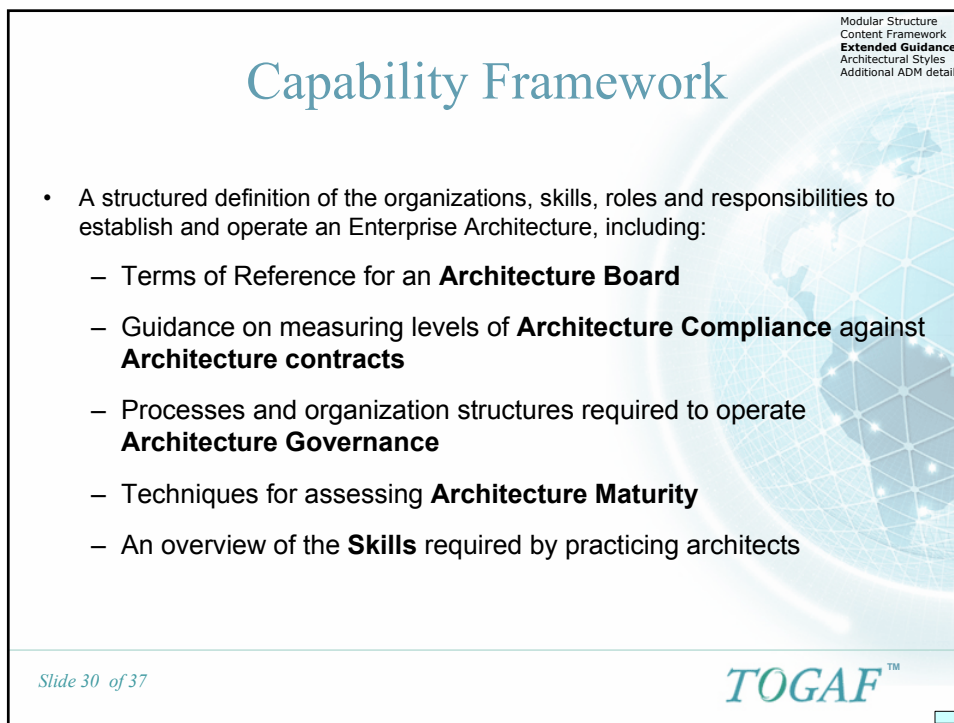 Modular Structure
Content Framework
Extended Guidance
Architectural Styles
Additional ADM detail
Capability Framework
• A structured definition of the organizations, skills, roles and responsibilities to
establish and operate an Enterprise Architecture, including:
– Terms of Reference for an Architecture Board
– Guidance on measuring levels of Architecture Compliance against
Architecture contracts
– Processes and organization structures required to operate
Architecture Governance
– Techniques for assessing Architecture Maturity
– An overview of the Skills required by practicing architects
Slide 30 of 37
TOGAF™